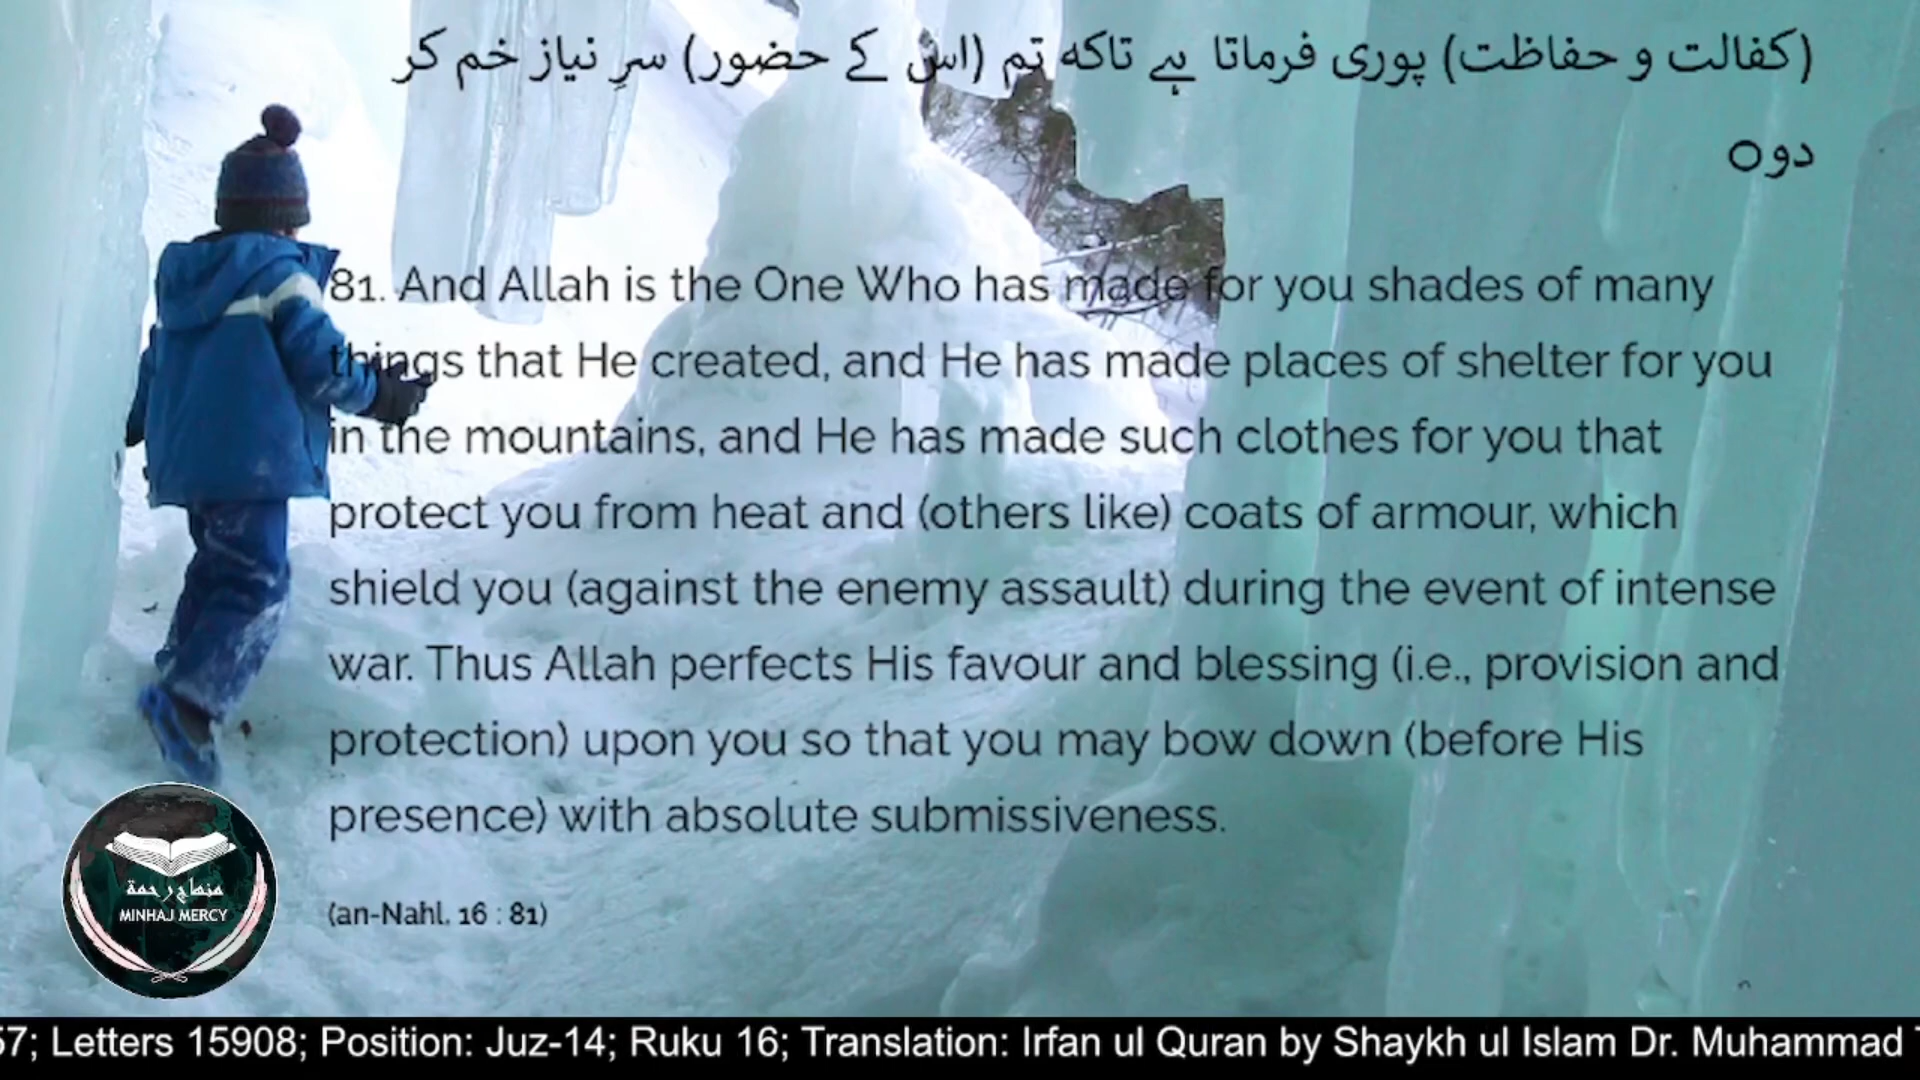 (کفالت و حفاظت) پوری فرماتا ہے تاکہ تم (اس کے حضور) سرِ نیاز خم کر
دو٥
81. And Allah is the One Who has made for you shades of many
things that He created, and He has made places of shelter for you
in the mountains, and He has made such clothes for you that
protect you from heat and (others like) coats of armour, which
shield you (against the enemy assault) during the event of intense
war. Thus Allah perfects His favour and blessing (i.e., provision and
protection) upon you so that you may bow down (before His
presence) with absolute submissiveness.
(an-Nahl, 16 : 81)
منهاج رحمة
MINHAJ MERCY
57; Letters 15908; Position: Juz-14; Ruku 16; Translation: Irfan ul Quran by Shaykh ul Islam Dr. Muhammad